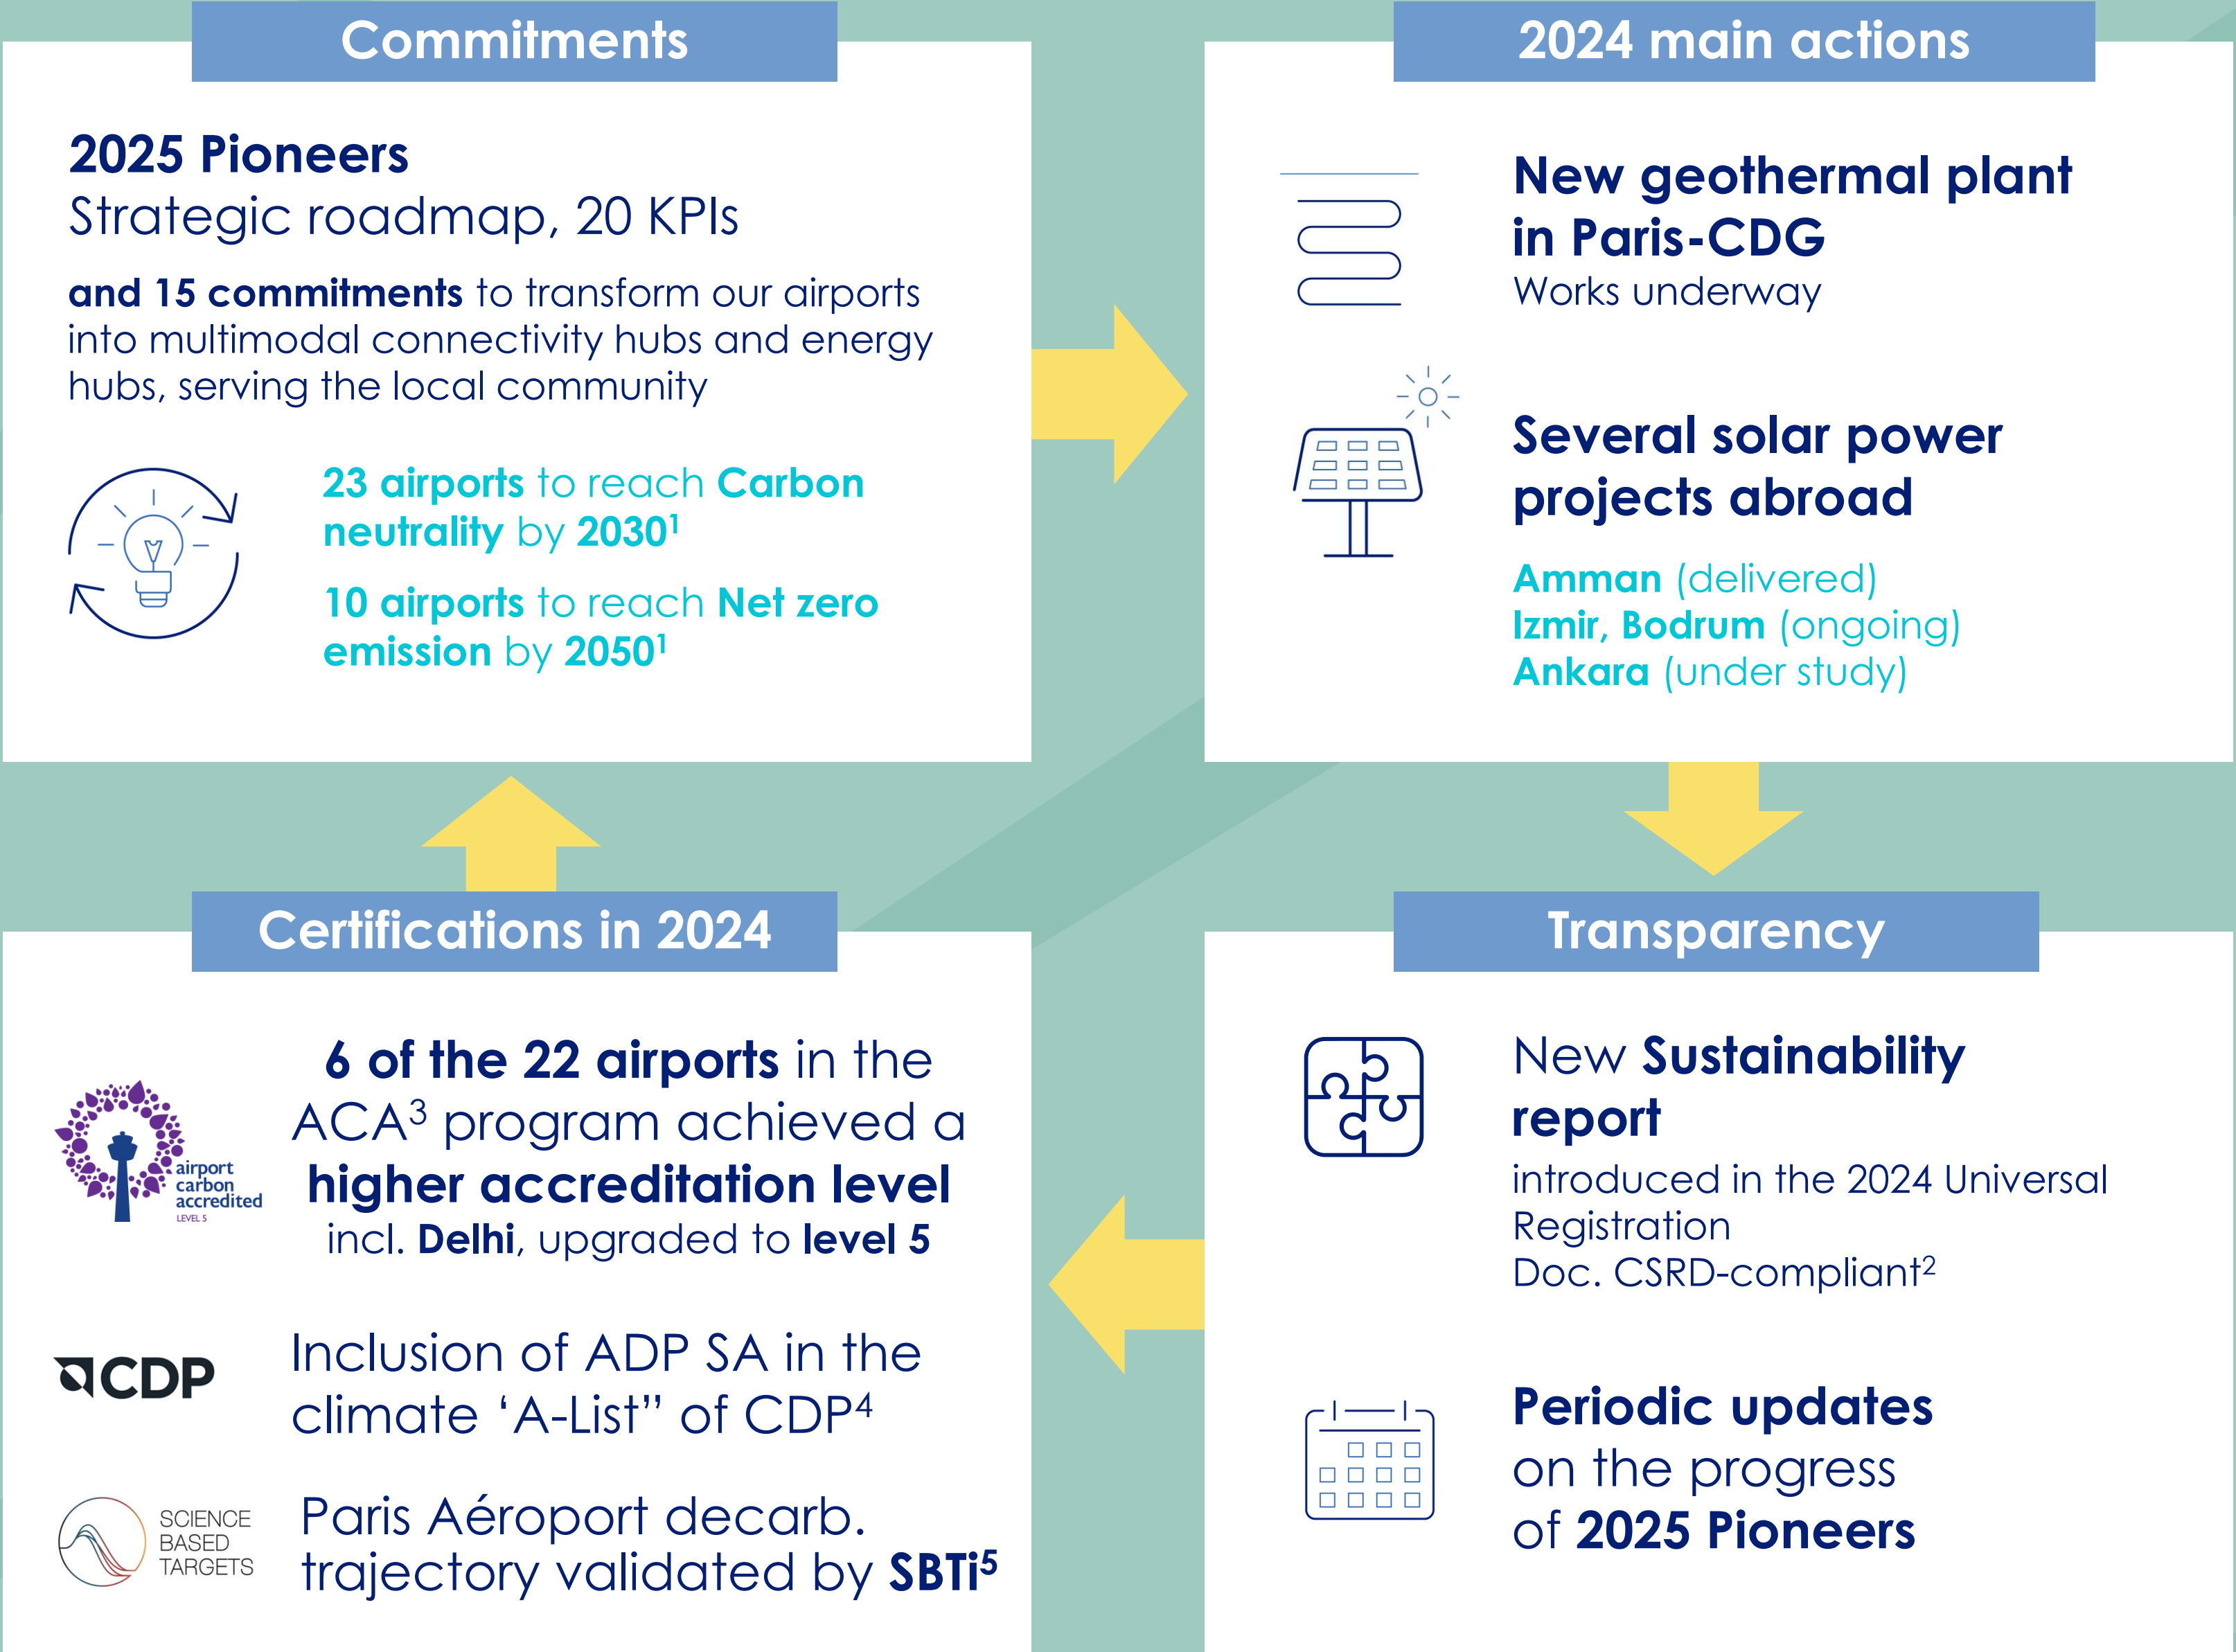 Commitments
2025 Pioneers
Strategic roadmap, 20 KPIs
and 15 commitments to transform our airports
into multimodal connectivity hubs and energy
hubs, serving the local community
23 airports to reach Carbon
neutrality by 2030¹
10 airports to reach Net zero
emission by 2050¹
2024 main actions
New geothermal plant
in Paris-CDG
Works underway
Several solar power
projects abroad
Amman (delivered)
Izmir, Bodrum (ongoing)
Ankara (under study)
Certifications in 2024
airport
carbon
accredited
LEVEL 5
6 of the 22 airports in the
ACA³ program achieved a
higher accreditation level
incl. Delhi, upgraded to level 5
CDP
Inclusion of ADP SA in the
climate ‘A-List” of CDP⁴
SCIENCE
BASED
TARGETS
Paris Aéroport decarb.
trajectory validated by SBTi⁵
Transparency
New Sustainability
report
introduced in the 2024 Universal
Registration
Doc. CSRD-compliant²
Periodic updates
on the progress
of 2025 Pioneers